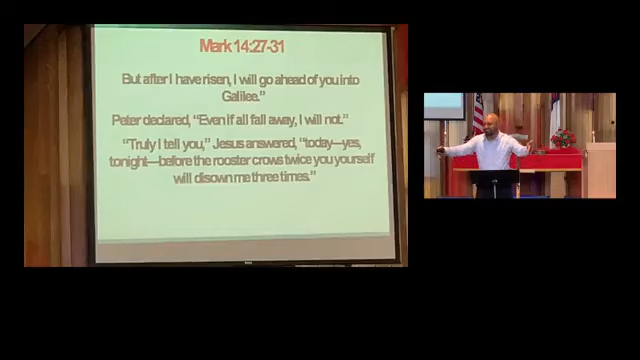 Mark 14:27-31
But after I have risen, I will go ahead of you into
Galilee.”
Peter declared, “Even if all fall away, I will not.”
“Truly I tell you,” Jesus answered, “today—yes,
tonight—before the rooster crows twice you yourself
will disown me three times.”